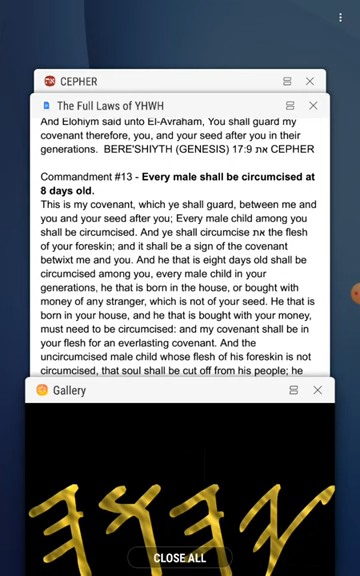 CEPHER
The Full Laws of YHWH
And Elohiym said unto El-Avraham, You shall guard my
covenant therefore, you, and your seed after you in their
generations. BERE'SHIYTH (GENESIS) 17:9 את CEPHER
Commandment #13 - Every male shall be circumcised at
8 days old.
This is my covenant, which ye shall guard, between me and
you and your seed after you; Every male child among you
shall be circumcised. And ye shall circumcise את the flesh
of your foreskin; and it shall be a sign of the covenant
betwixt me and you. And he that is eight days old shall be
circumcised among you, every male child in your
generations, he that is born in the house, or bought with
money of any stranger, which is not of your seed. He that is
born in your house, and he that is bought with your money,
must need to be circumcised: and my covenant shall be in
your flesh for an everlasting covenant. And the
uncircumcised male child whose flesh of his foreskin is not
circumcised, that soul shall be cut off from his people; he
Gallery
𐤉𐤄𐤅𐤄
CLOSE ALL